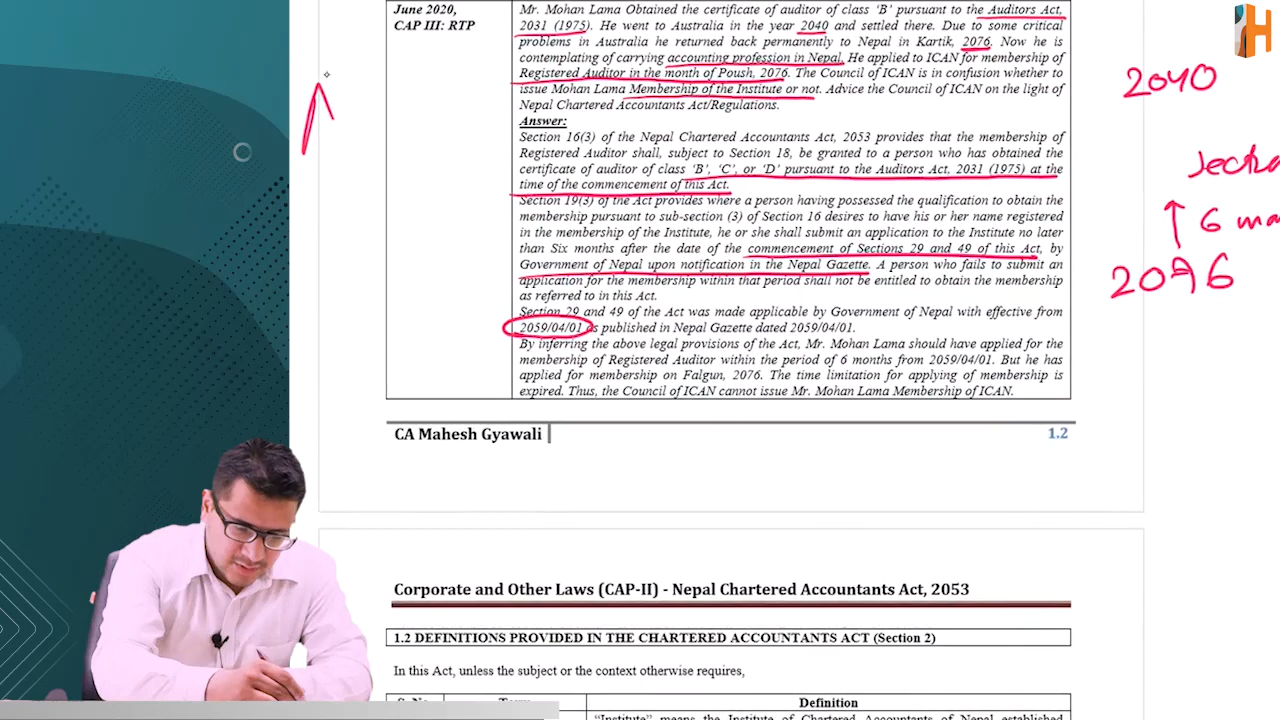 June 2020,
CAP III: RTP
Mr. Mohan Lama Obtained the certificate of auditor of class ‘B’ pursuant to the Auditors Act,
2031 (1975). He went to Australia in the year 2040 and settled there. Due to some critical
problems in Australia he returned back permanently to Nepal in Kartik, 2076. Now he is
contemplating of carrying accounting profession in Nepal. He applied to ICAN for membership of
Registered Auditor in the month of Poush, 2076. The Council of ICAN is in confusion whether to
issue Mohan Lama Membership of the Institute or not. Advice the Council of ICAN on the light of
Nepal Chartered Accountants Act/Regulations.
Answer:
Section 16(3) of the Nepal Chartered Accountants Act, 2053 provides that the membership of
Registered Auditor shall, subject to Section 18, be granted to a person who has obtained the
certificate of auditor of class ‘B’, ‘C’, or ‘D’ pursuant to the Auditors Act, 2031 (1975) at the
time of the commencement of this Act.
Section 19(3) of the Act provides where a person having possessed the qualification to obtain the
membership pursuant to sub-section (3) of Section 16 desires to have his or her name registered
in the membership of the Institute, he or she shall submit an application to the Institute no later
than Six months after the date of the commencement of Sections 29 and 49 of this Act, by
Government of Nepal upon notification in the Nepal Gazette. A person who fails to submit an
application for the membership within that period shall not be entitled to obtain the membership
as referred to in this Act.
Section 29 and 49 of the Act was made applicable by Government of Nepal with effective from
2059/04/01 as published in Nepal Gazette dated 2059/04/01.
By inferring the above legal provisions of the Act, Mr. Mohan Lama should have applied for the
membership of Registered Auditor within the period of 6 months from 2059/04/01. But he has
applied for membership on Falgun, 2076. The time limitation for applying of membership is
expired. Thus, the Council of ICAN cannot issue Mr. Mohan Lama Membership of ICAN.
2040
6
2076
H
CA Mahesh Gyawali
1.2
Corporate and Other Laws (CAP-II) - Nepal Chartered Accountants Act, 2053
1.2 DEFINITIONS PROVIDED IN THE CHARTERED ACCOUNTANTS ACT (Section 2)
In this Act, unless the subject or the context otherwise requires,
Definition
“Institute” means the Institute of Chartered Accountants of Nepal established